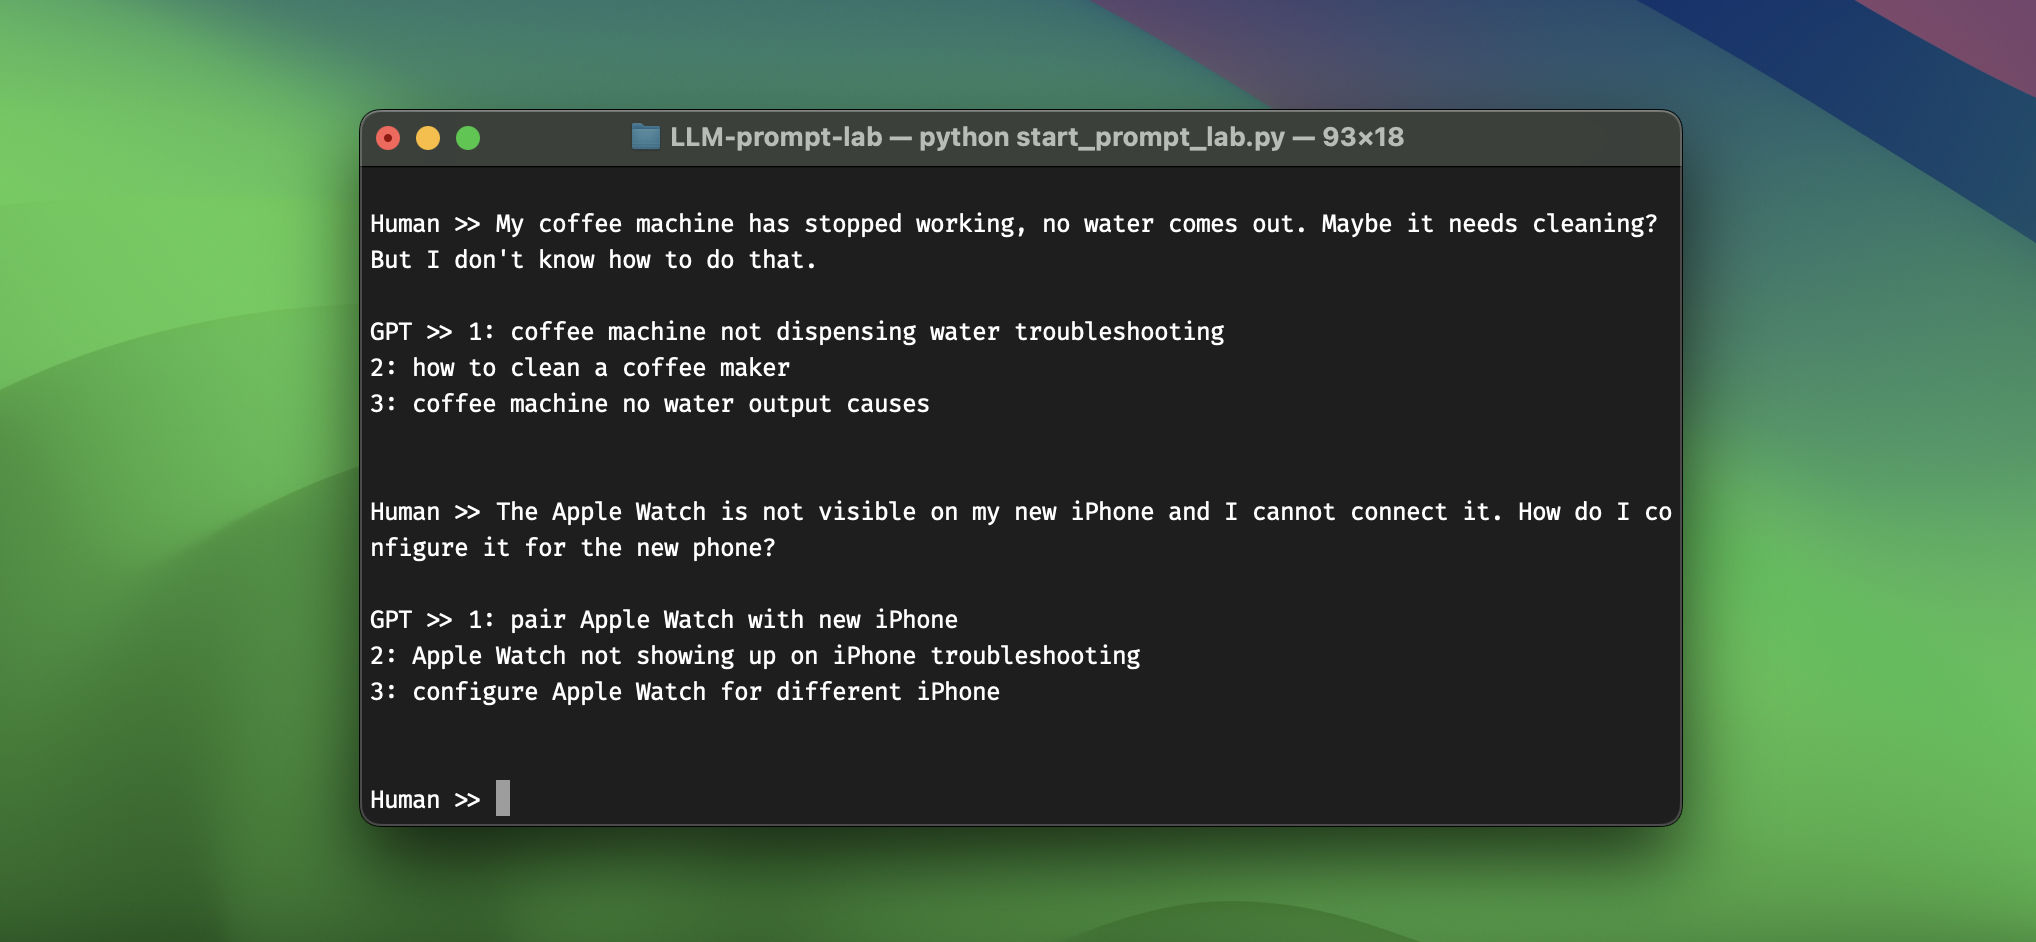 LLM-prompt-lab — python start_prompt_lab.py — 93×18
Human >> My coffee machine has stopped working, no water comes out. Maybe it needs cleaning?
But I don't know how to do that.
GPT >> 1: coffee machine not dispensing water troubleshooting
2: how to clean a coffee maker
3: coffee machine no water output causes
Human >> The Apple Watch is not visible on my new iPhone and I cannot connect it. How do I co
nfigure it for the new phone?
GPT >> 1: pair Apple Watch with new iPhone
2: Apple Watch not showing up on iPhone troubleshooting
3: configure Apple Watch for different iPhone
Human >>